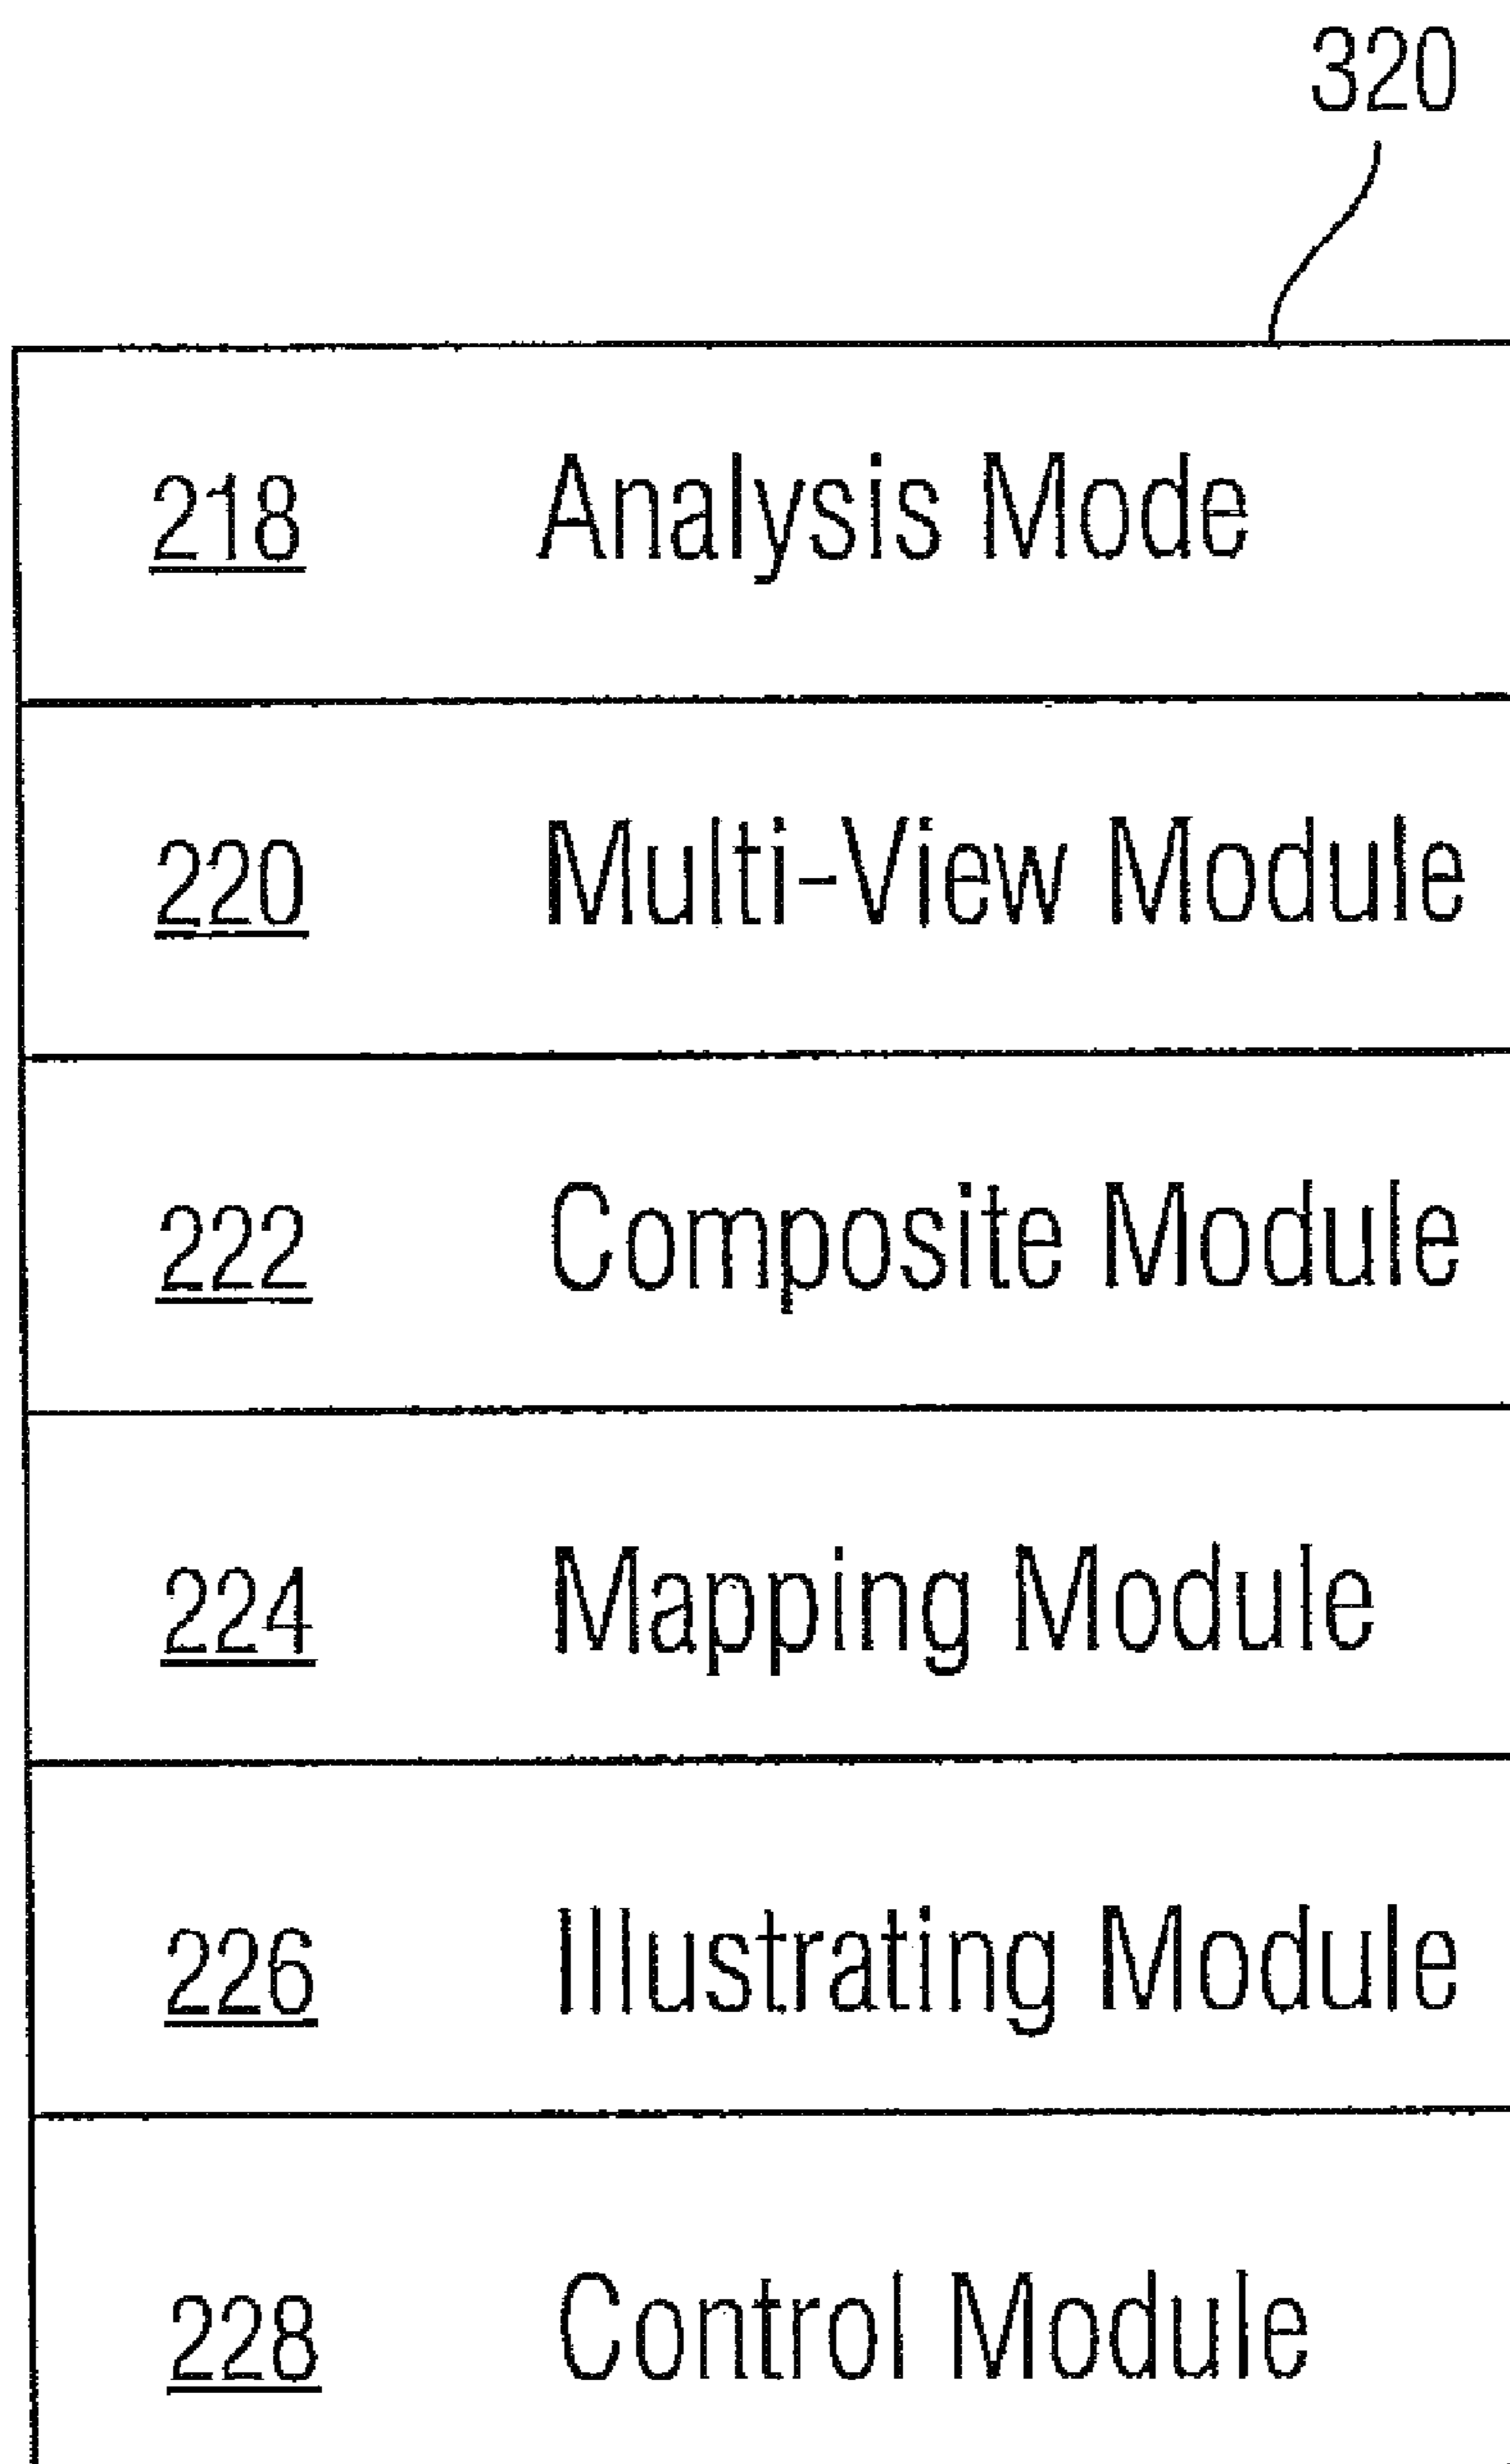 320
218 Analysis Mode
220 Multi-View Module
222 Composite Module
224 Mapping Module
226 Illustrating Module
228 Control Module